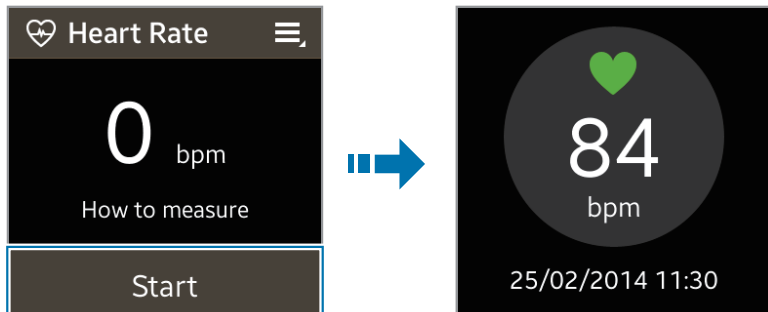 Heart Rate
0 bpm
How to measure
Start
84
bpm
25/02/2014 11:30